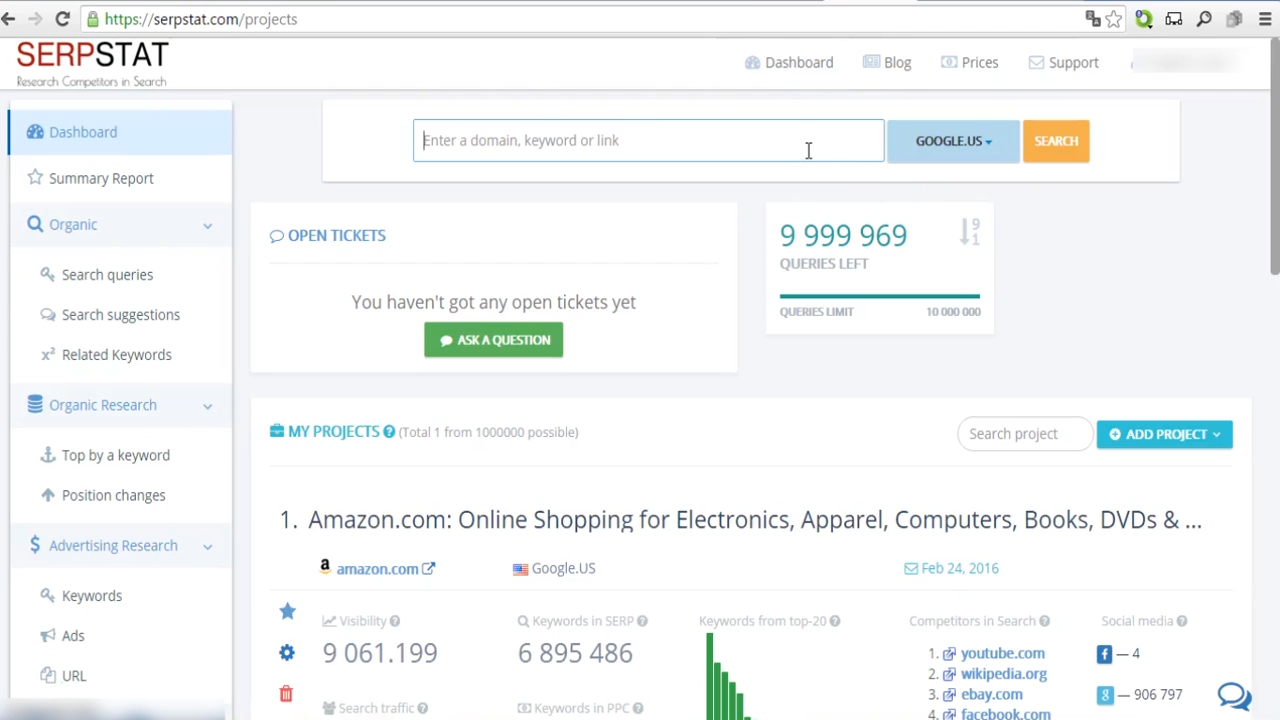 https://serpstat.com/projects
SERPSTAT
Research Competitors in Search
Dashboard
Blog
Prices
Support
Dashboard
Summary Report
Organic
Search queries
Search suggestions
x² Related Keywords
Organic Research
Top by a keyword
Position changes
$ Advertising Research
Keywords
Ads
URL
Enter a domain, keyword or link
GOOGLE.US
SEARCH
OPEN TICKETS
You haven't got any open tickets yet
ASK A QUESTION
9 999 969
9
1
QUERIES LEFT
QUERIES LIMIT 10 000 000
MY PROJECTS ? (Total 1 from 1000000 possible)
Search project
ADD PROJECT
1. Amazon.com: Online Shopping for Electronics, Apparel, Computers, Books, DVDs & ...
a amazon.com
Google.US
Feb 24, 2016
Visibility ?
9 061.199
Search traffic ?
Keywords in SERP ?
6 895 486
Keywords in PPC ?
Keywords from top-20 ?
Competitors in Search ?
1. youtube.com
2. wikipedia.org
3. ebay.com
4. facebook.com
Social media ?
f — 4
g — 906 797